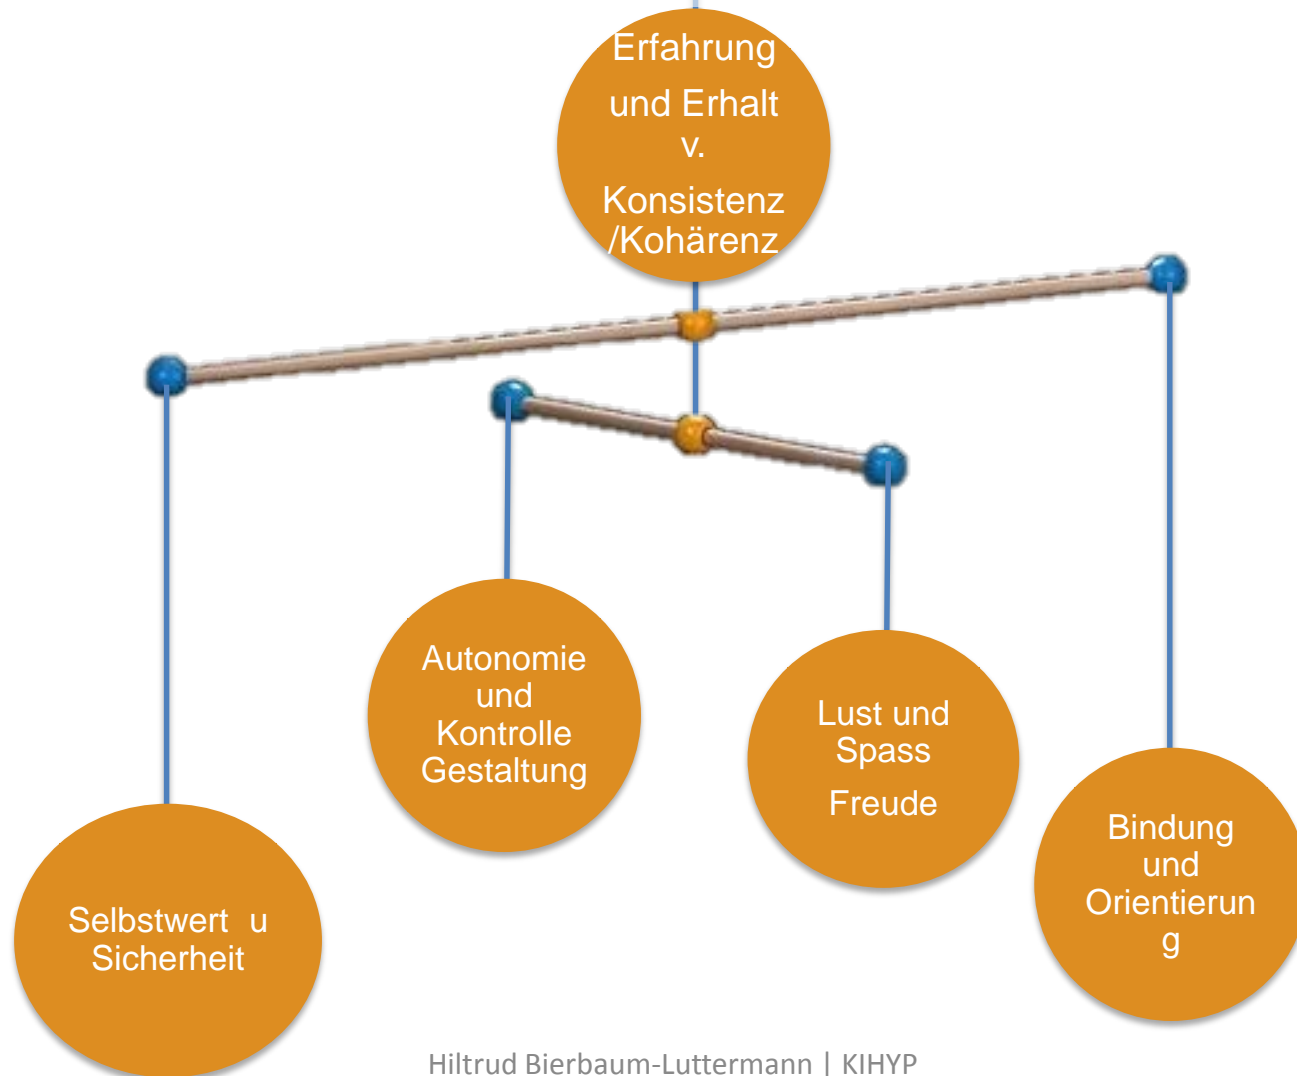 Erfahrung
und Erhalt
v.
Konsistenz
/Kohärenz
Autonomie
und
Kontrolle
Gestaltung
Lust und
Spass
Freude
Bindung
und
Orientierun
g
Selbstwert u
Sicherheit
Hiltrud Bierbaum-Luttermann | KIHYP